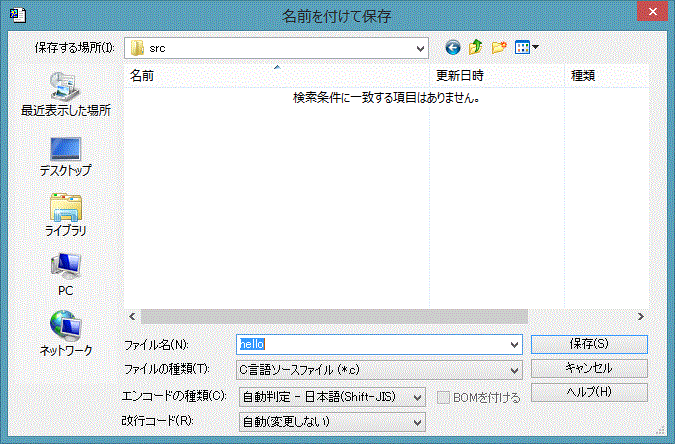 名前を付けて保存
保存する場所(I): src
名前 更新日時 種類
検索条件に一致する項目はありません。
最近表示した場所
デスクトップ
ライブラリ
PC
ネットワーク
ファイル名(N): hello 保存(S)
ファイルの種類(T): C言語ソースファイル (*.c) キャンセル
エンコードの種類(C): 自動判定 - 日本語(Shift-JIS) BOMを付ける ヘルプ(H)
改行コード(R): 自動(変更しない)